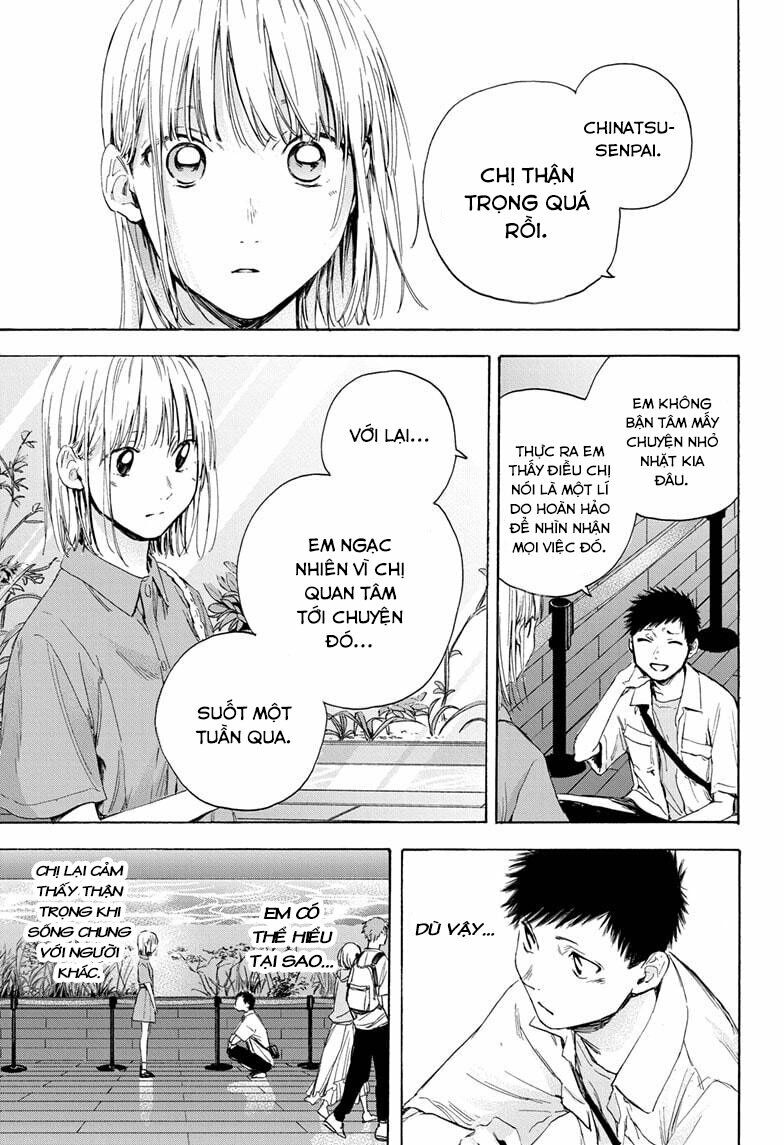 CHINATSU-
SENPAI.
CHỊ THẬN
TRỌNG QUÁ
RỒI.
EM KHÔNG
BẬN TÂM MẤY
CHUYỆN NHỎ
NHẶT KIA
ĐÂU.
THỰC RA EM
THẤY ĐIỀU CHỊ
NÓI LÀ MỘT LÍ
DO HOÀN HẢO
ĐỂ NHÌN NHẬN
MỌI VIỆC ĐÓ.
VỚI LẠI...
EM NGẠC
NHIÊN VÌ CHỊ
QUAN TÂM
TỚI CHUYỆN
ĐÓ...
SUỐT MỘT
TUẦN QUA.
DÙ VẬY...
EM CÓ
THỂ HIỂU
TẠI SAO...
CHỊ LẠI CẢM
THẤY THẬN
TRỌNG KHI
SỐNG CHUNG
VỚI NGƯỜI
KHÁC.